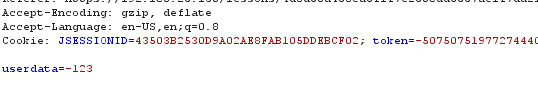 Accept-Encoding: gzip, deflate
Accept-Language: en-US,en;q=0.8
Cookie: JSESSIONID=43503B2530D9A02AE8FAB105DDEBCF02; token=-50750751977274440
userdata=-123